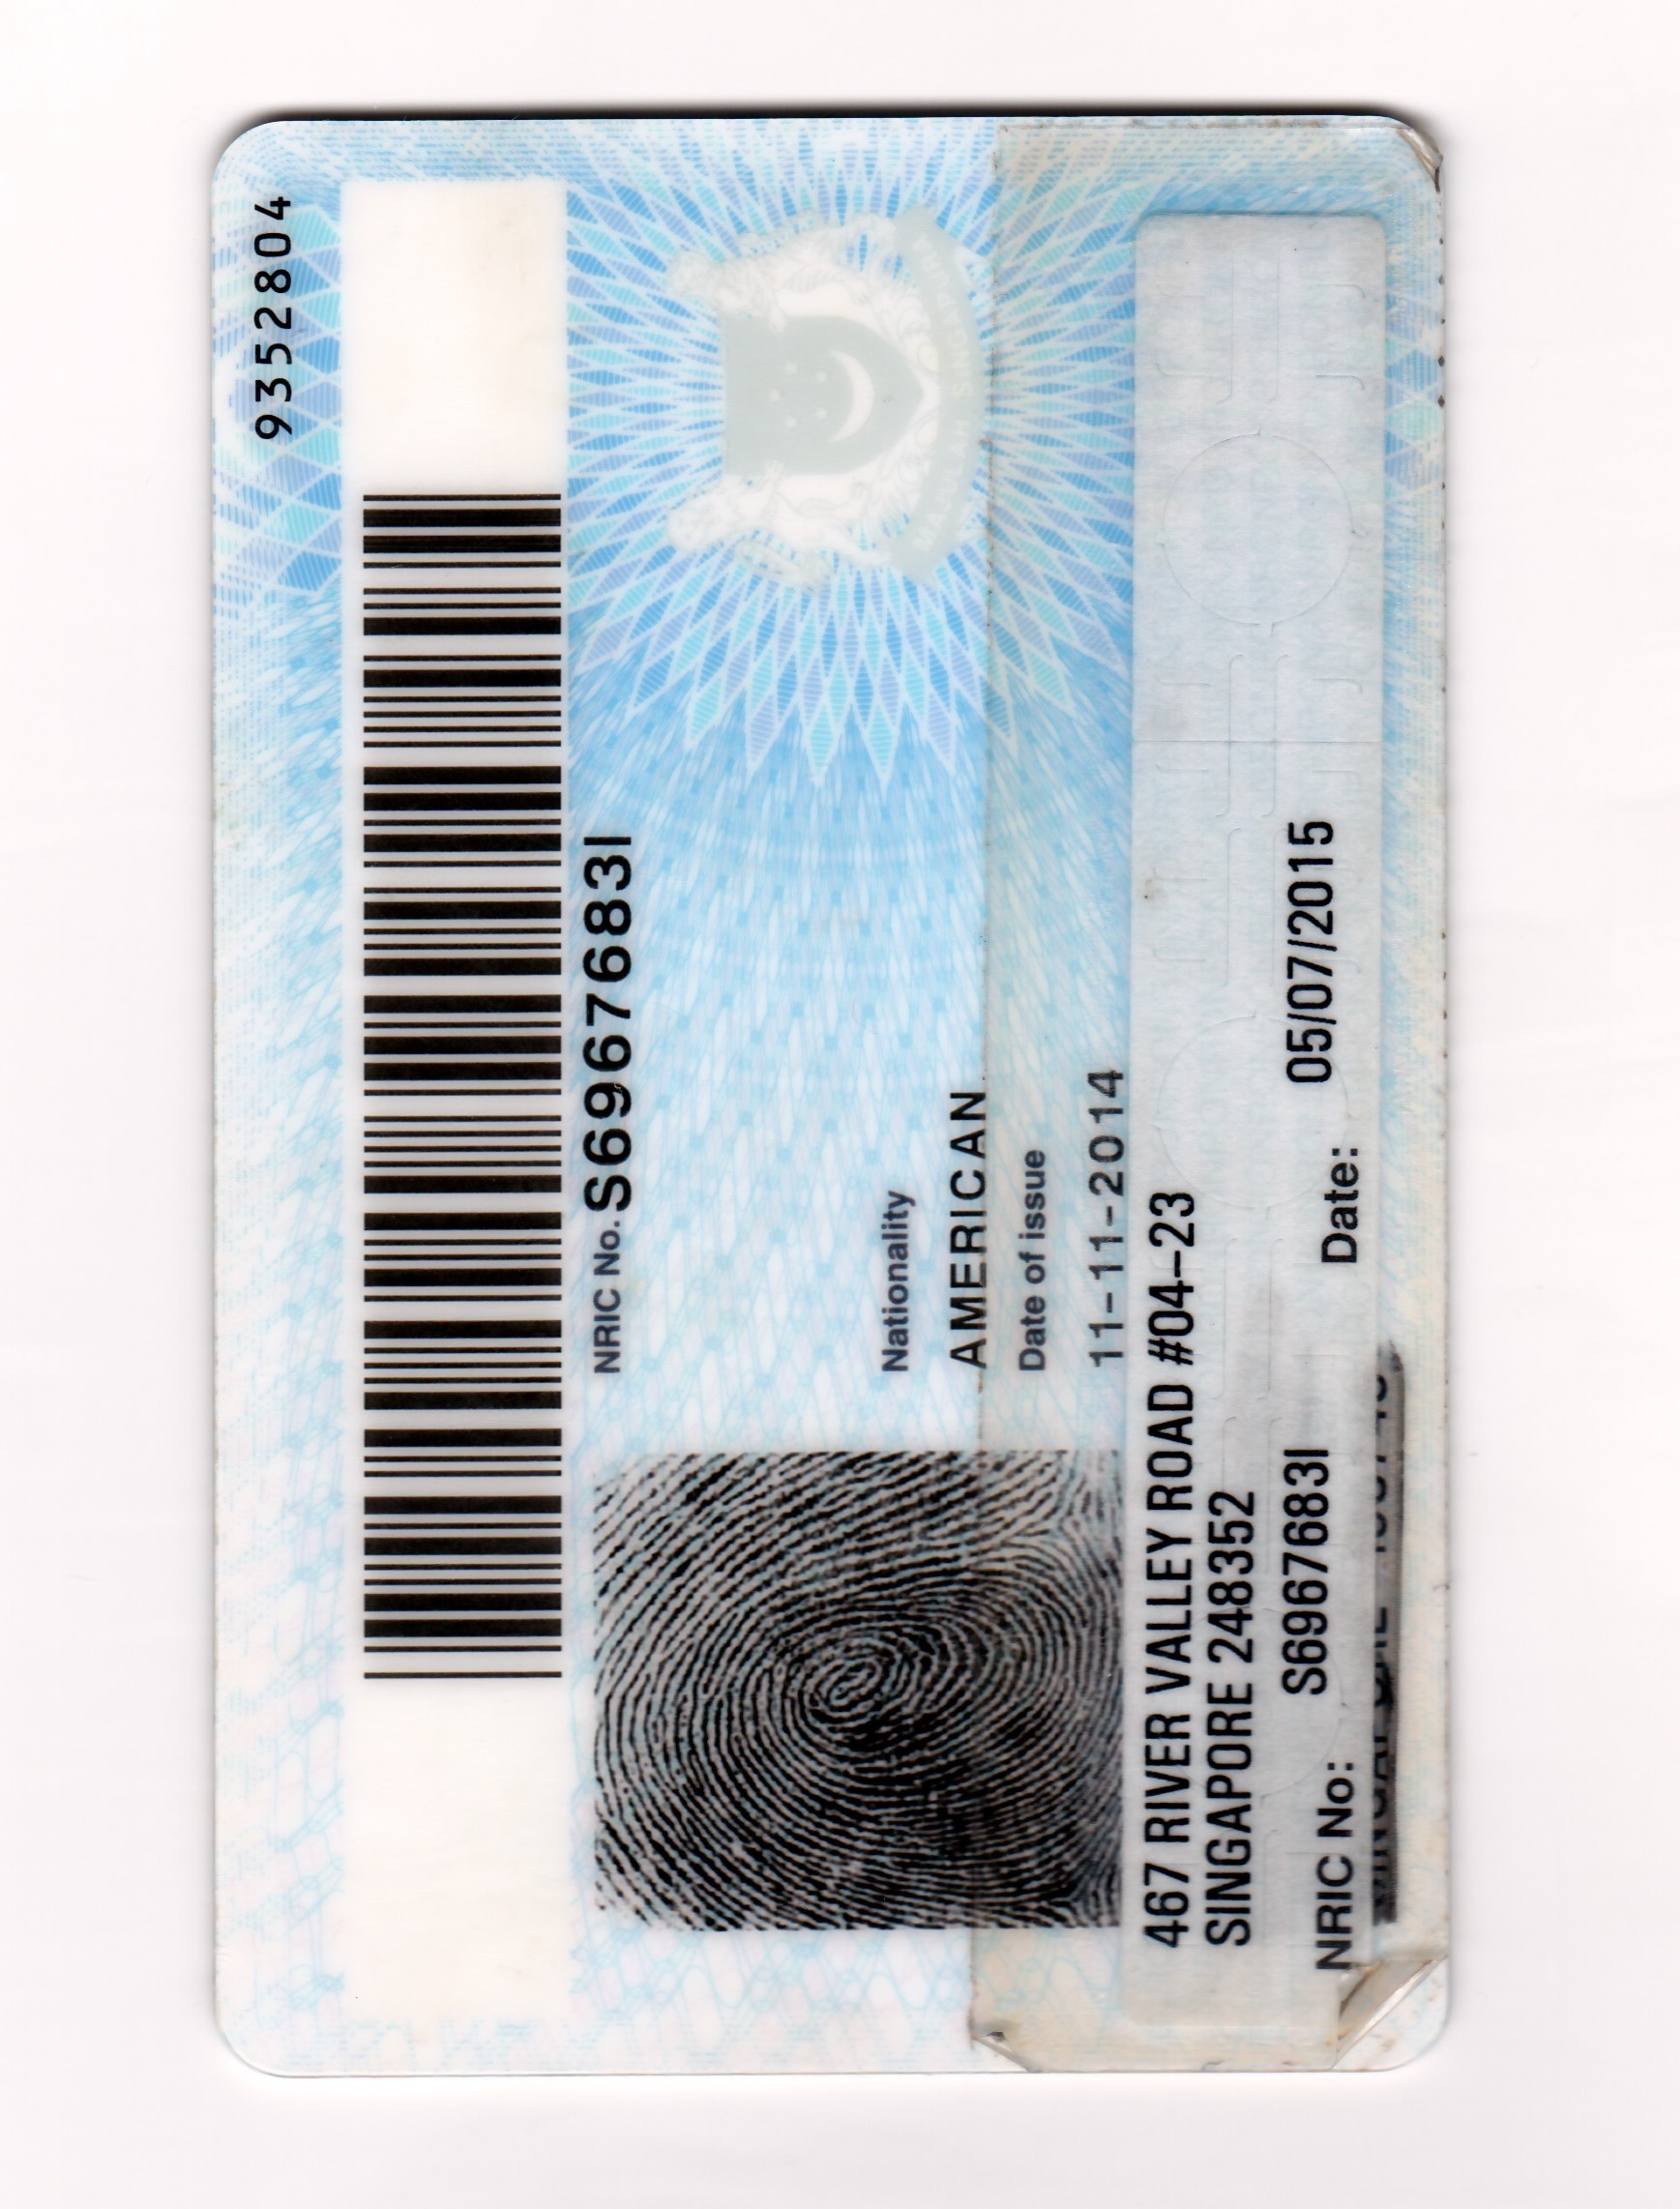 9352804
NRIC No. S6967683I
Nationality
AMERICAN
Date of issue
11-11-2014
467 RIVER VALLEY ROAD #04-23
SINGAPORE 248352
S6967683I 05/07/2015
NRIC No: Date: